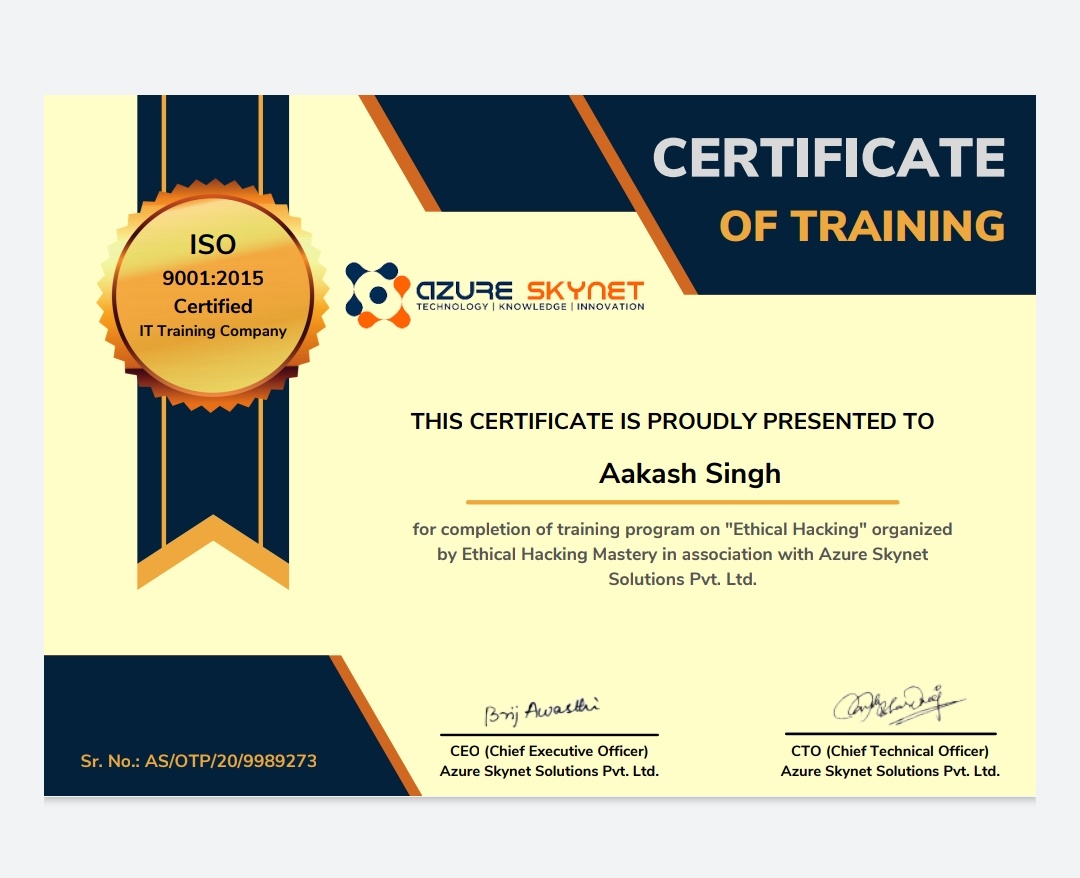 CERTIFICATE
OF TRAINING
ISO
9001:2015
Certified
IT Training Company
AZURE SKYNET
TECHNOLOGY | KNOWLEDGE | INNOVATION
THIS CERTIFICATE IS PROUDLY PRESENTED TO
Aakash Singh
for completion of training program on "Ethical Hacking" organized
by Ethical Hacking Mastery in association with Azure Skynet
Solutions Pvt. Ltd.
Brij Awasthi
CEO (Chief Executive Officer)
Azure Skynet Solutions Pvt. Ltd.
CTO (Chief Technical Officer)
Azure Skynet Solutions Pvt. Ltd.
Sr. No.: AS/OTP/20/9989273